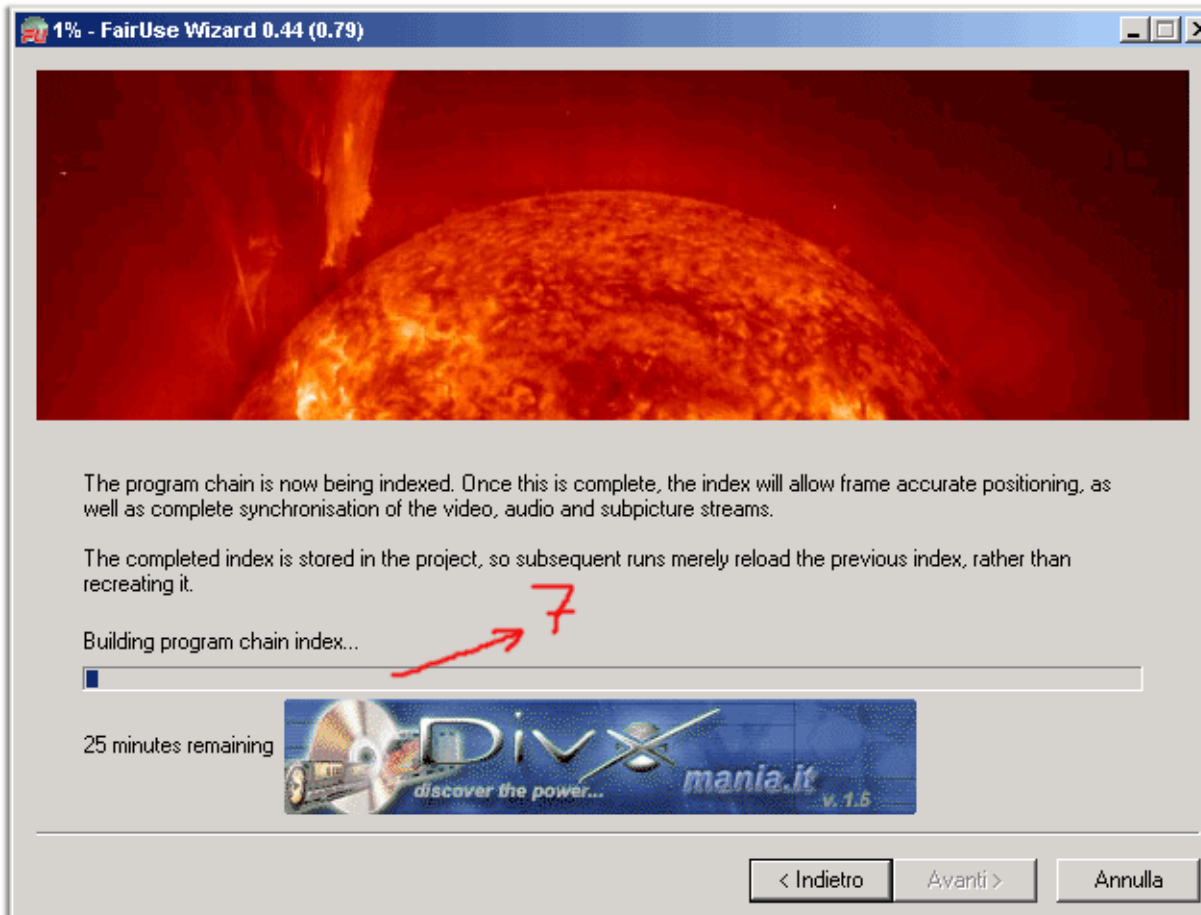 1% - FairUse Wizard 0.44 (0.79)
The program chain is now being indexed. Once this is complete, the index will allow frame accurate positioning, as
well as complete synchronisation of the video, audio and subpicture streams.
The completed index is stored in the project, so subsequent runs merely reload the previous index, rather than
recreating it.
7
Building program chain index...
25 minutes remaining
DivX
mania.it
discover the power...
v. 1.5
< Indietro
Avanti >
Annulla